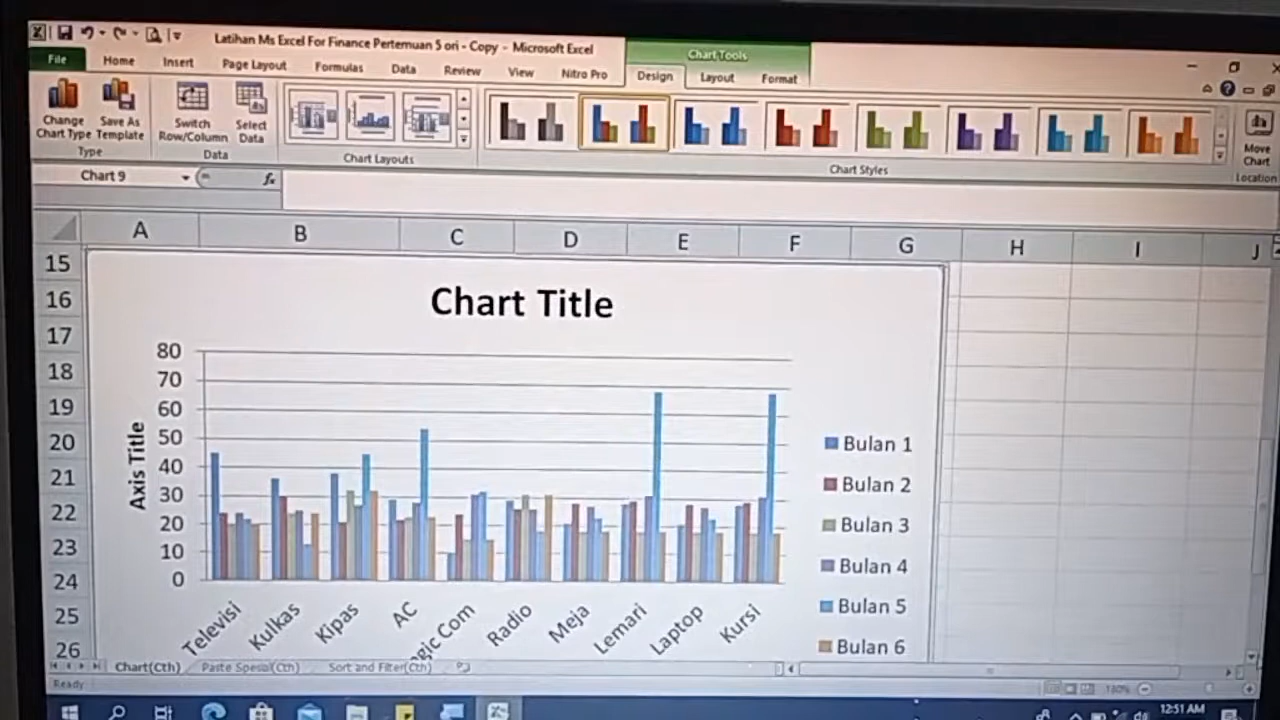 Latihan Ms Excel For Finance Pertemuan 5 ori - Copy - Microsoft Excel
Chart Tools
File Home Insert Page Layout Formulas Data Review View Nitro Pro Design Layout Format
Change Chart Type
Save As Template
Switch Row/Column
Select Data
Move Chart
Type Data Chart Layouts Chart Styles Location
Chart 9 fx
A B C D E F G H I J
15
16
17
18
19
20
21
22
23
24
25
26
Chart Title
Axis Title
80
70
60
50
40
30
20
10
0
Televisi Kulkas Kipas AC gic Com Radio Meja Lemari Laptop Kursi
Bulan 1
Bulan 2
Bulan 3
Bulan 4
Bulan 5
Bulan 6
Chart(Cth) Paste Spesial(Cth) Sort and Filter(Cth)
Ready
12:51 AM